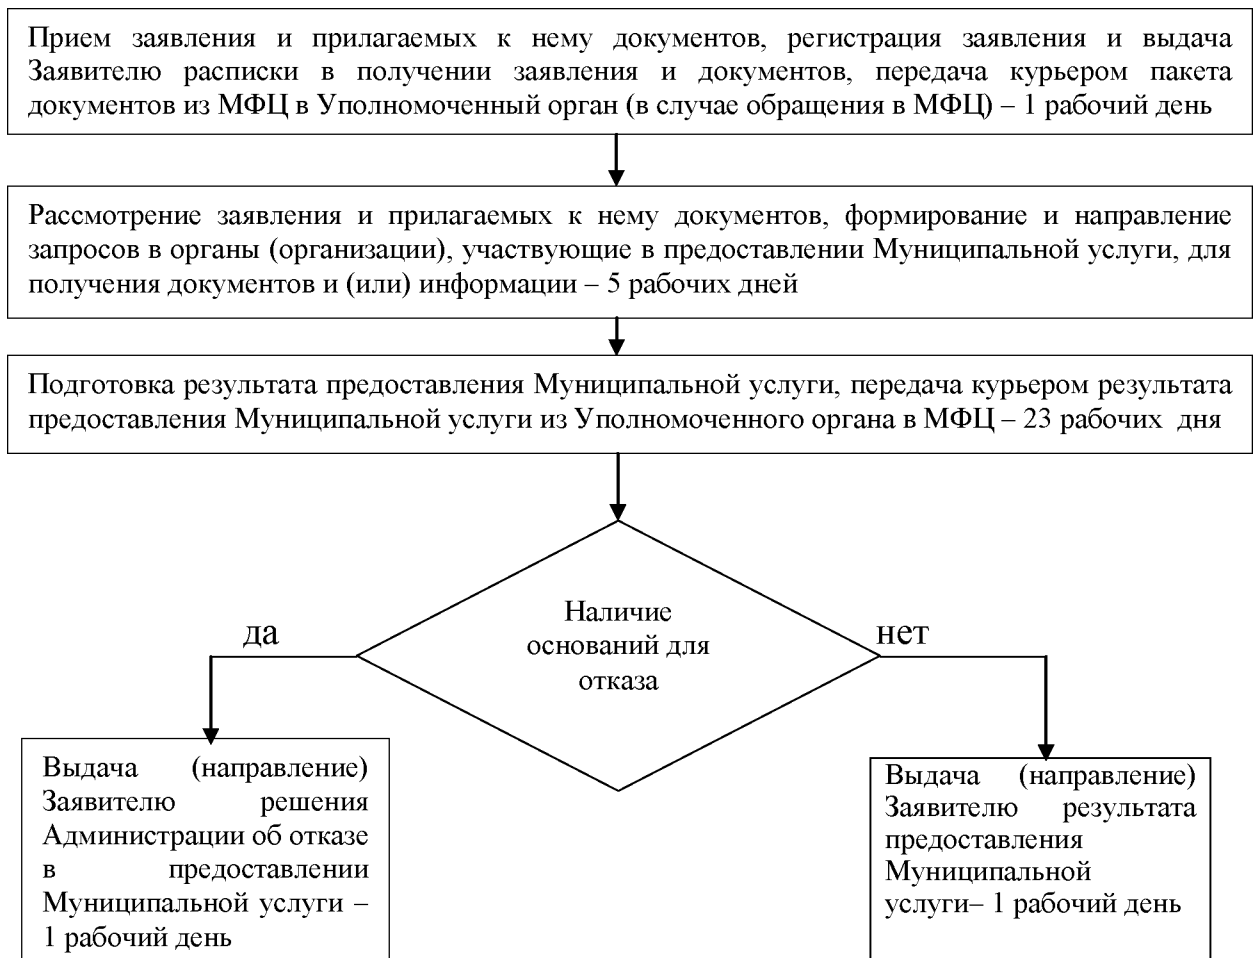 Прием заявления и прилагаемых к нему документов, регистрация заявления и выдача
Заявителю расписки в получении заявления и документов, передача курьером пакета
документов из МФЦ в Уполномоченный орган (в случае обращения в МФЦ) – 1 рабочий день
Рассмотрение заявления и прилагаемых к нему документов, формирование и направление
запросов в органы (организации), участвующие в предоставлении Муниципальной услуги, для
получения документов и (или) информации – 5 рабочих дней
Подготовка результата предоставления Муниципальной услуги, передача курьером результата
предоставления Муниципальной услуги из Уполномоченного органа в МФЦ – 23 рабочих дня
Наличие
оснований для
отказа
да
нет
Выдача (направление)
Заявителю решения
Администрации об отказе
в предоставлении
Муниципальной услуги –
1 рабочий день
Выдача (направление)
Заявителю результата
предоставления
Муниципальной
услуги– 1 рабочий день